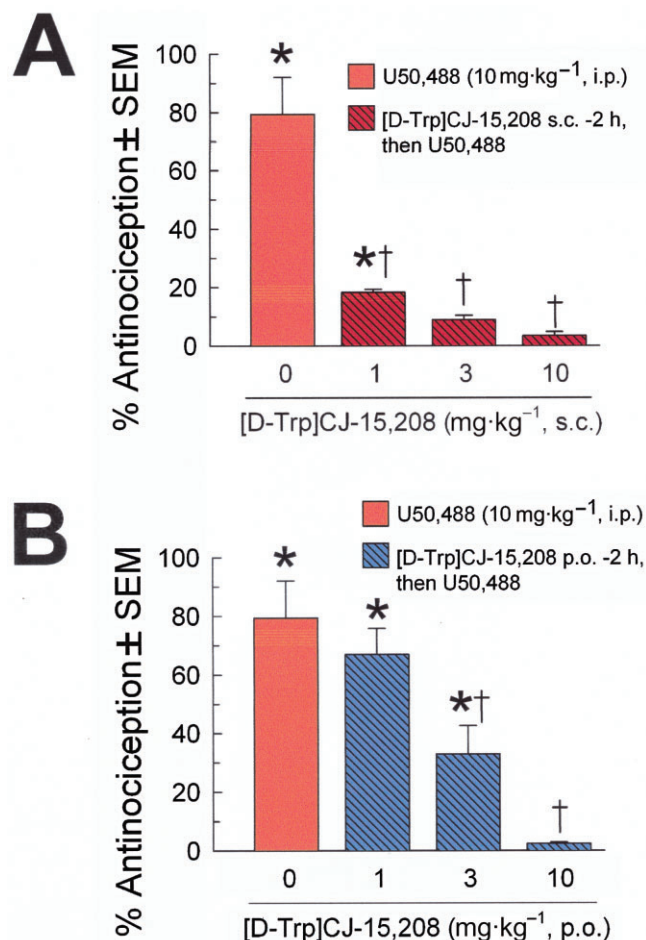 A
% Antinociception ± SEM
100
80
60
40
20
0
*
*†
†
†
U50,488 (10 mg·kg⁻¹, i.p.)
[D-Trp]CJ-15,208 s.c. -2 h,
then U50,488
0 1 3 10
[D-Trp]CJ-15,208 (mg·kg⁻¹, s.c.)
B
% Antinociception ± SEM
100
80
60
40
20
0
*
*
*†
†
U50,488 (10 mg·kg⁻¹, i.p.)
[D-Trp]CJ-15,208 p.o. -2 h,
then U50,488
0 1 3 10
[D-Trp]CJ-15,208 (mg·kg⁻¹, p.o.)